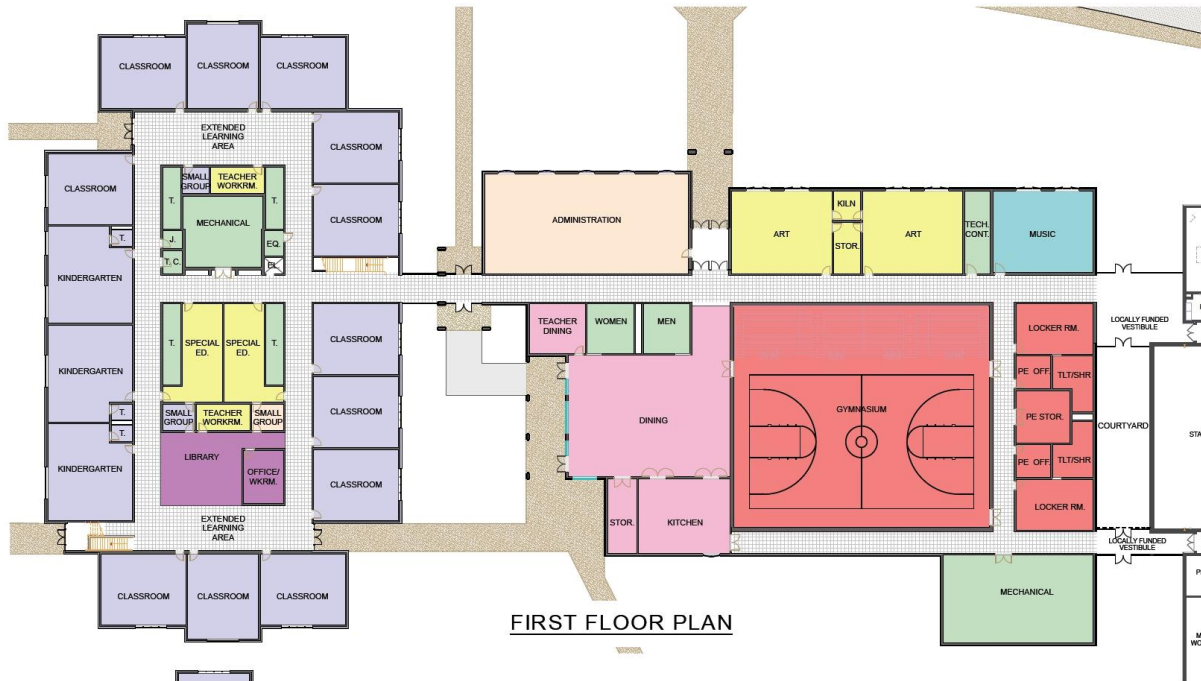 CLASSROOM
CLASSROOM
CLASSROOM
EXTENDED
LEARNING
AREA
CLASSROOM
CLASSROOM
CLASSROOM
SMALL
GROUP
TEACHER
WORKRM.
T.
T.
MECHANICAL
J.
T.C.
EQ.
EL.
T.
KINDERGARTEN
KINDERGARTEN
T.
T.
KINDERGARTEN
T.
SPECIAL
ED.
SPECIAL
ED.
T.
SMALL
GROUP
TEACHER
WORKRM.
SMALL
GROUP
LIBRARY
OFFICE/
WKRM.
EXTENDED
LEARNING
AREA
CLASSROOM
CLASSROOM
CLASSROOM
CLASSROOM
CLASSROOM
CLASSROOM
ADMINISTRATION
ART
KILN
STOR.
ART
TECH.
CONT.
MUSIC
TEACHER
DINING
WOMEN
MEN
DINING
STOR.
KITCHEN
GYMNASIUM
LOCKER RM.
PE OFF.
TLT/SHR
PE STOR.
PE OFF.
TLT/SHR
LOCKER RM.
LOCALLY FUNDED
VESTIBULE
COURTYARD
STA
LOCALLY FUNDED
VESTIBULE
MECHANICAL
P
M
WO
FIRST FLOOR PLAN